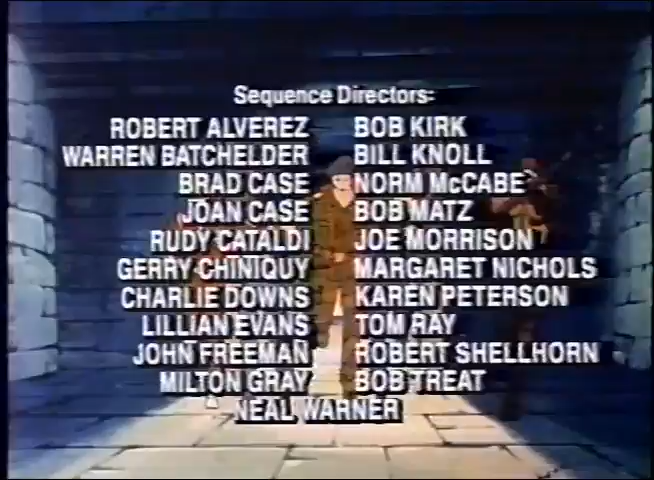 Sequence Directors:
ROBERT ALVEREZ BOB KIRK
WARREN BATCHELDER BILL KNOLL
BRAD CASE NORM McCABE
JOAN CASE BOB MATZ
RUDY CATALDI JOE MORRISON
GERRY CHINIQUY MARGARET NICHOLS
CHARLIE DOWNS KAREN PETERSON
LILLIAN EVANS TOM RAY
JOHN FREEMAN ROBERT SHELLHORN
MILTON GRAY BOB TREAT
NEAL WARNER